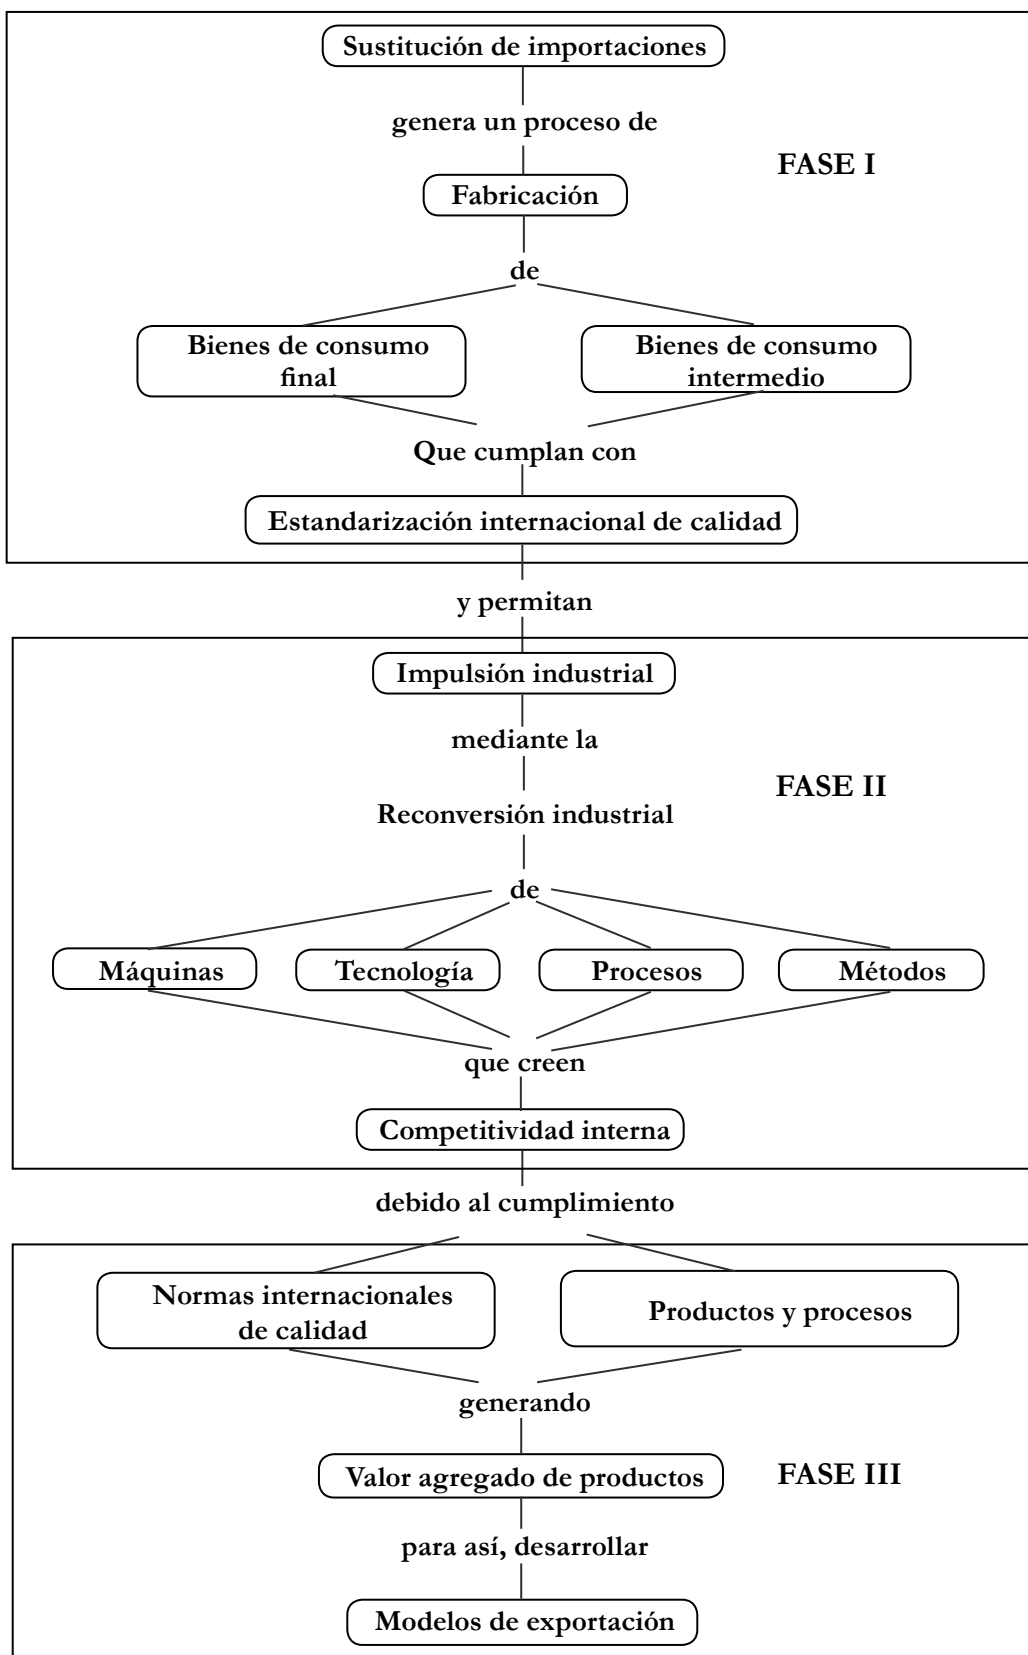 Sustitución de importaciones
genera un proceso de
FASE I
Fabricación
de
Bienes de consumo
final
Bienes de consumo
intermedio
Que cumplan con
Estandarización internacional de calidad
y permitan
Impulsión industrial
mediante la
FASE II
Reconversión industrial
de
Máquinas
Tecnología
Procesos
Métodos
que creen
Competitividad interna
debido al cumplimiento
Normas internacionales
de calidad
Productos y procesos
generando
Valor agregado de productos
FASE III
para así, desarrollar
Modelos de exportación